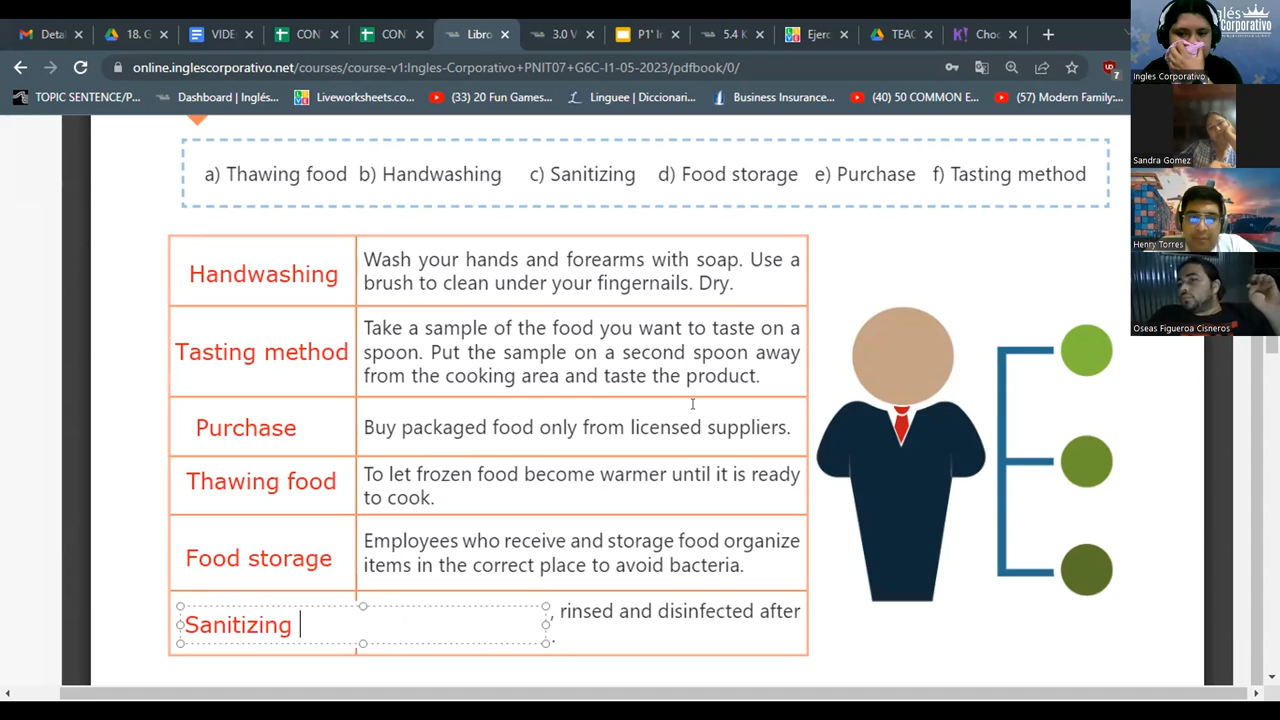 Detal
18. G
VIDE
CON
CON
Libro
3.0 V
P1' In
5.4 K
Ejerc
TEAC
Choc
online.inglescorporativo.net/courses/course-v1:Ingles-Corporativo+PNIT07+G6C-I1-05-2023/pdfbook/0/
7
TOPIC SENTENCE/P...
Dashboard | Inglés...
Liveworksheets.co...
(33) 20 Fun Games...
Linguee | Diccionari...
Business Insurance...
(40) 50 COMMON E...
(57) Modern Family:...
Inglés
Corporativo
Ingles Corporativo
Sandra Gomez
Henry Torres
Oseas Figueroa Cisneros
a) Thawing food b) Handwashing c) Sanitizing d) Food storage e) Purchase f) Tasting method
Handwashing
Wash your hands and forearms with soap. Use a
brush to clean under your fingernails. Dry.
Tasting method
Take a sample of the food you want to taste on a
spoon. Put the sample on a second spoon away
from the cooking area and taste the product.
Purchase
Buy packaged food only from licensed suppliers.
Thawing food
To let frozen food become warmer until it is ready
to cook.
Food storage
Employees who receive and storage food organize
items in the correct place to avoid bacteria.
Sanitizing
, rinsed and disinfected after
.